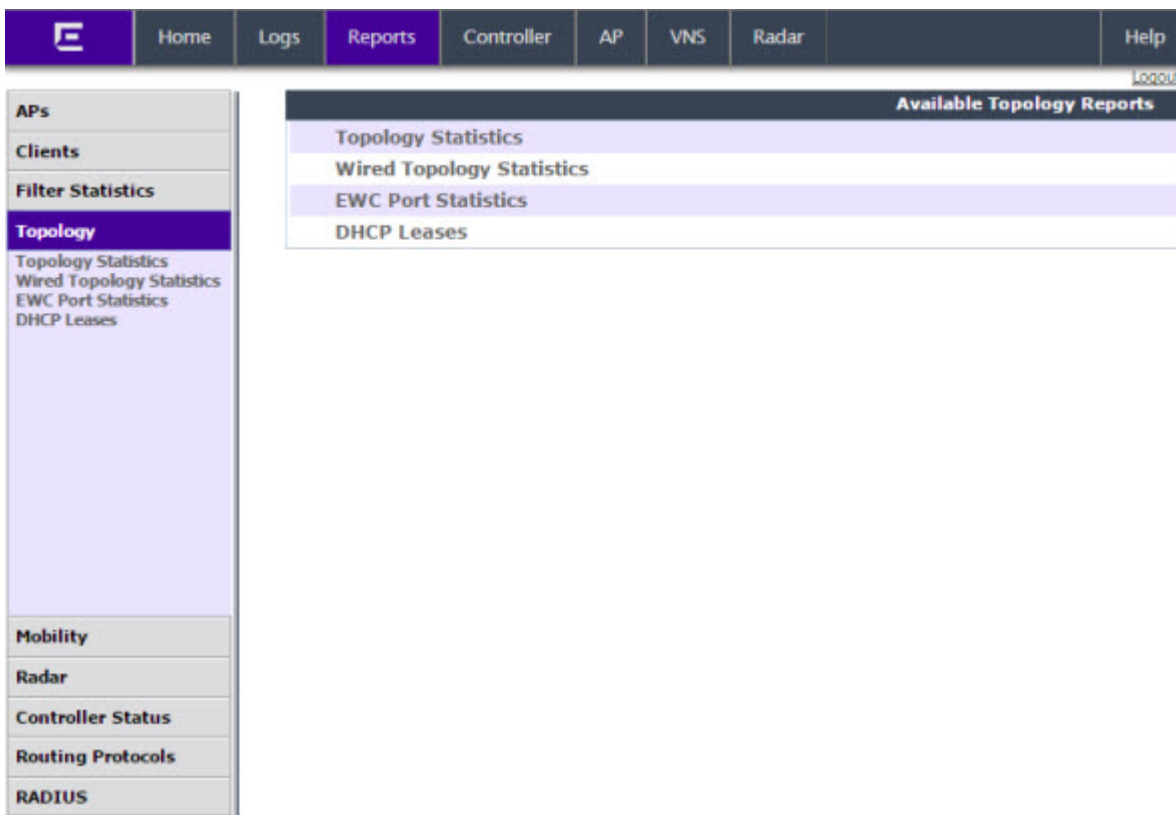 Home Logs Reports Controller AP VNS Radar Help
Logout
APs
Clients
Filter Statistics
Topology
Topology Statistics
Wired Topology Statistics
EWC Port Statistics
DHCP Leases
Mobility
Radar
Controller Status
Routing Protocols
RADIUS
Available Topology Reports
Topology Statistics
Wired Topology Statistics
EWC Port Statistics
DHCP Leases